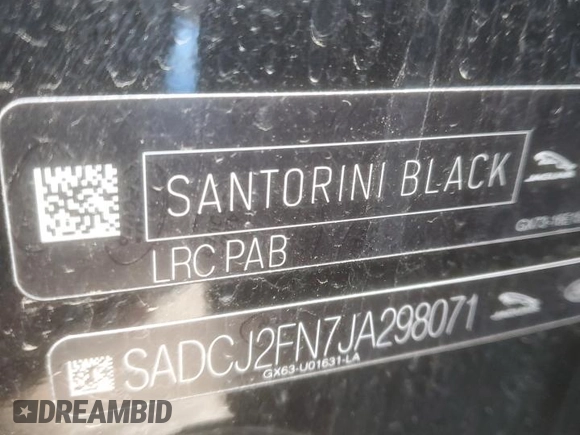 SANTORINI BLACK
LRC PAB
SADCJ2FN7JA298071
GX63-U01631-LA
DREAMBID